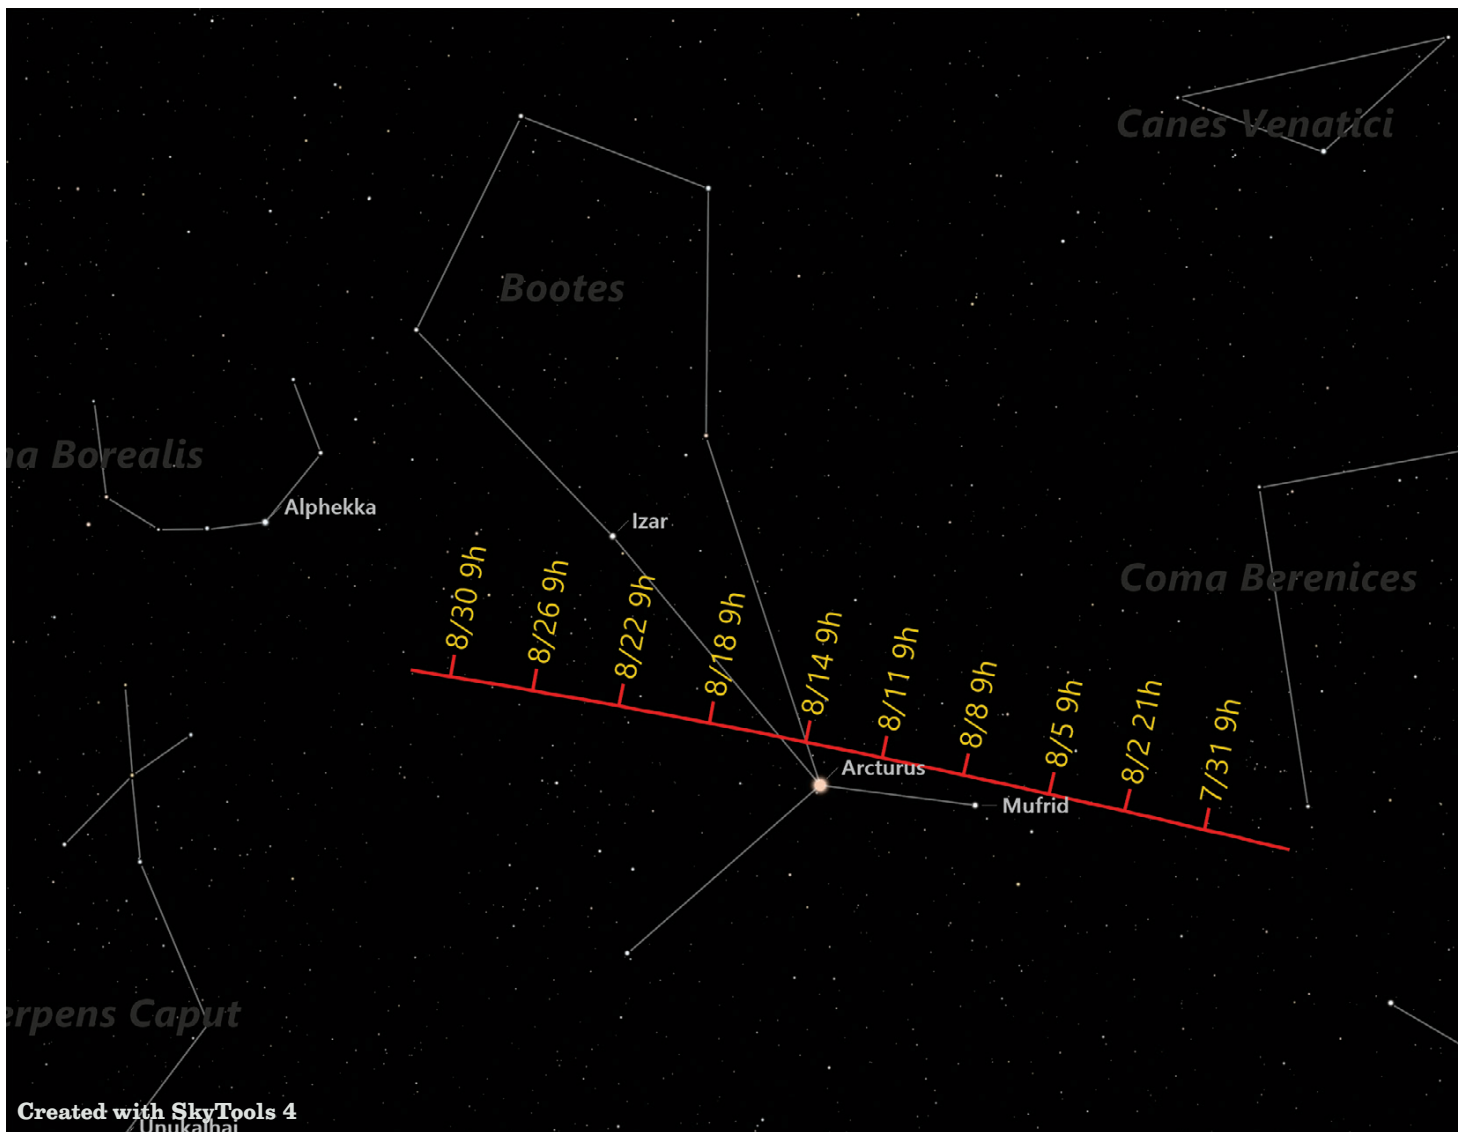 Canes Venatici
Bootes
na Borealis
Alphekka
Izar
Coma Berenices
8/30 9h
8/26 9h
8/22 9h
8/18 9h
8/14 9h
8/11 9h
8/8 9h
8/5 9h
8/2 21h
7/31 9h
Arcturus
Mufrid
erpens Caput
Created with SkyTools 4
Unukalhai